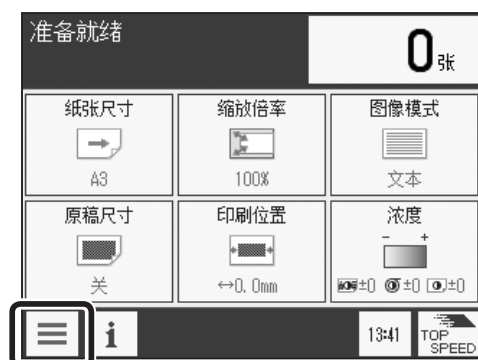 准备就绪
0张
纸张尺寸 缩放倍率 图像模式
A3 100% 文本
原稿尺寸 印刷位置 浓度
- +
关 ↔0.0mm ±0 ±0 ±0
i 13:41 TOP SPEED